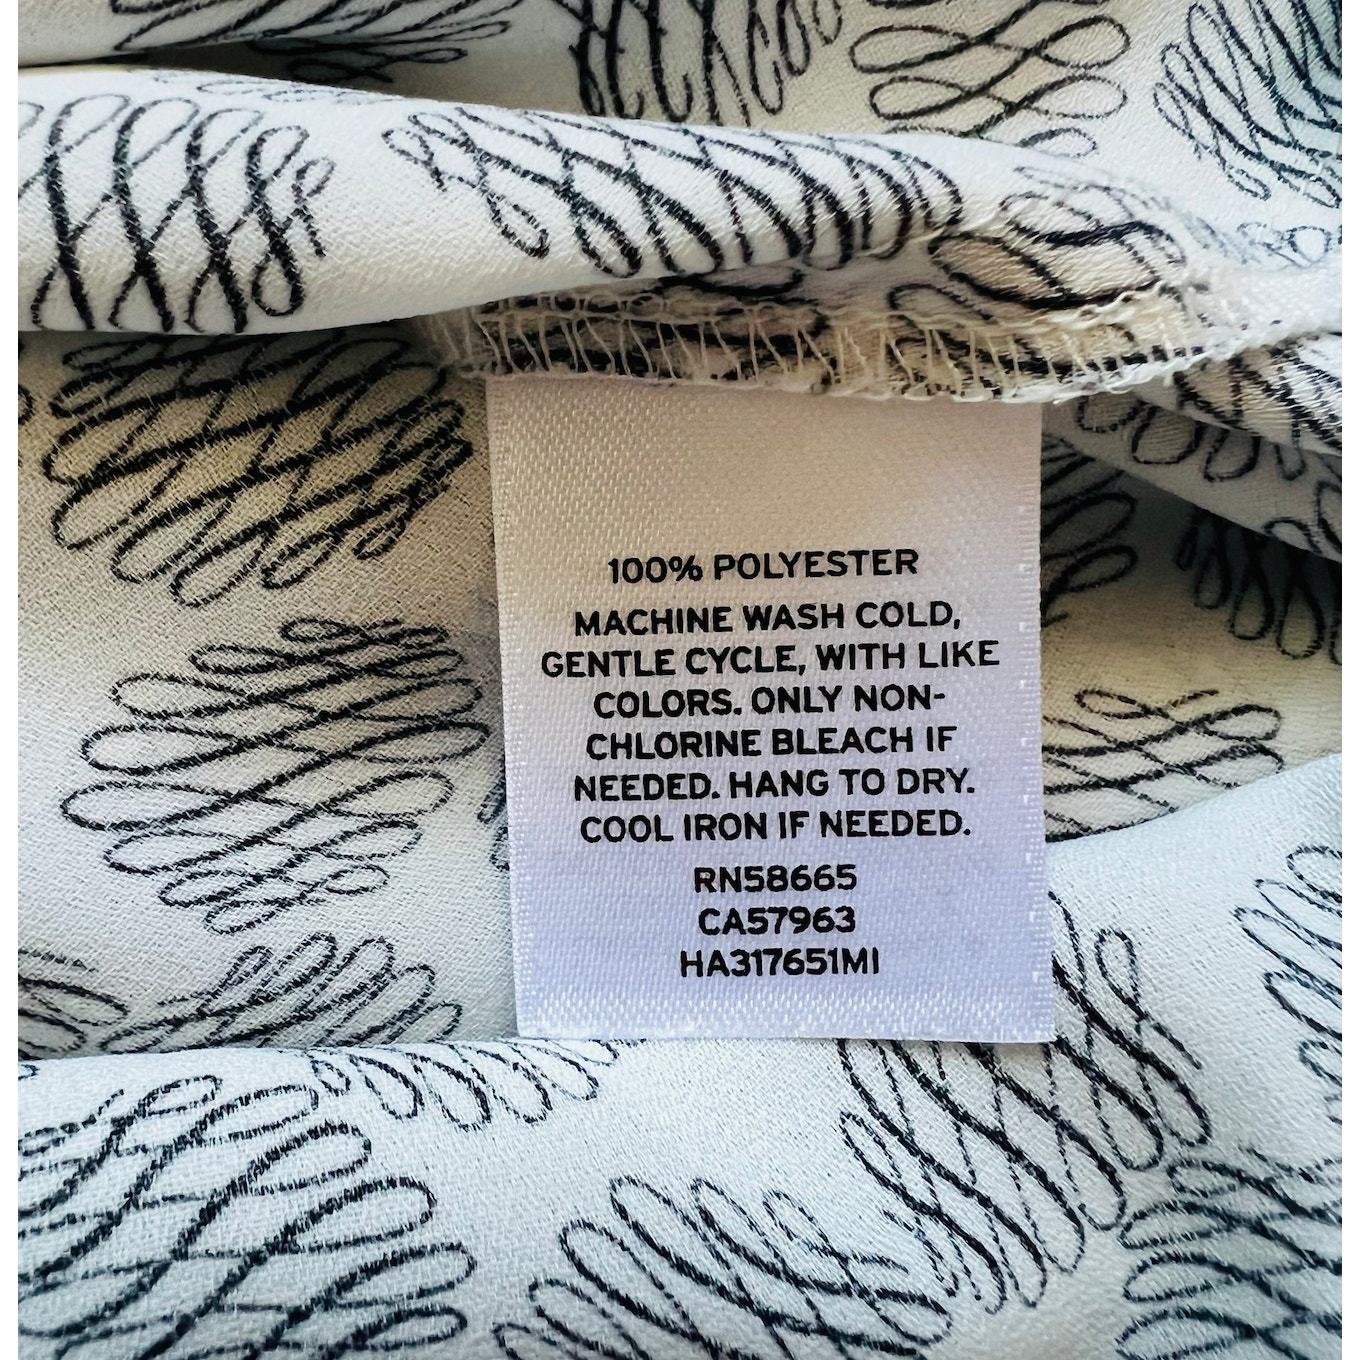 100% POLYESTER
MACHINE WASH COLD,
GENTLE CYCLE, WITH LIKE
COLORS. ONLY NON-
CHLORINE BLEACH IF
NEEDED. HANG TO DRY.
COOL IRON IF NEEDED.
RN58665
CA57963
HA317651MI